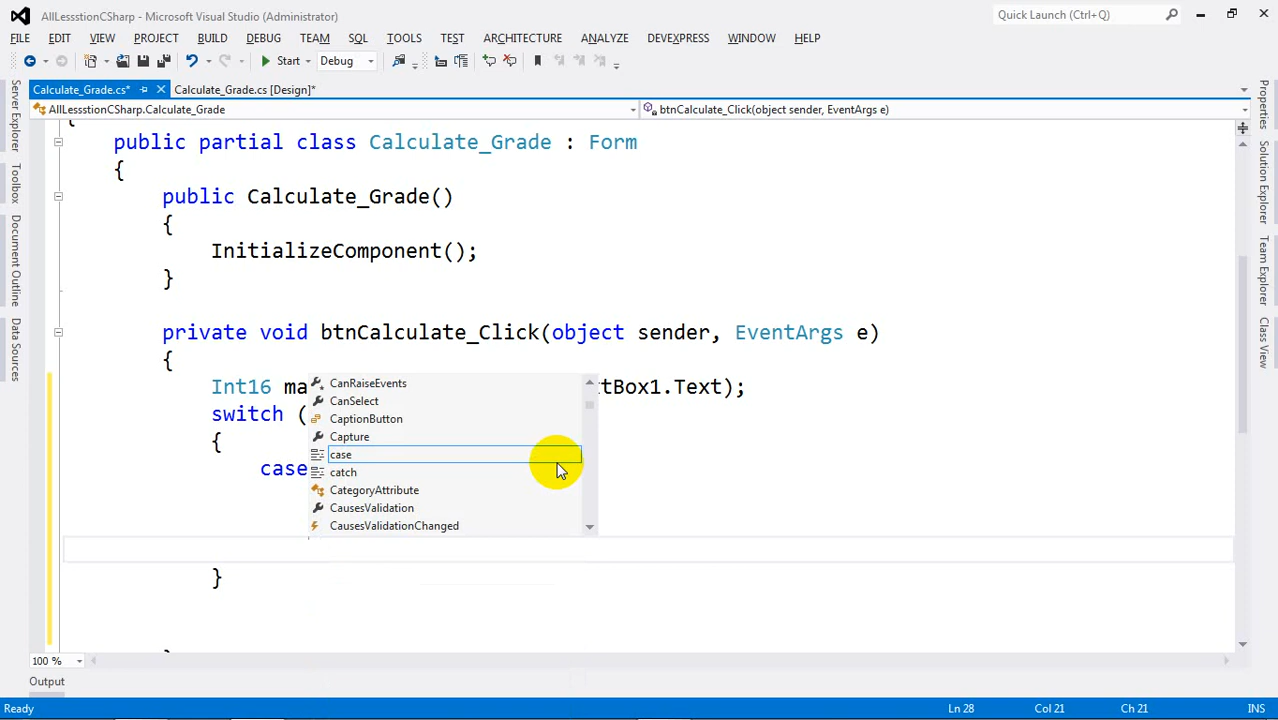 AllLessstionCSharp - Microsoft Visual Studio (Administrator)
Quick Launch (Ctrl+Q)
FILE EDIT VIEW PROJECT BUILD DEBUG TEAM SQL TOOLS TEST ARCHITECTURE ANALYZE DEVEXPRESS WINDOW HELP
Start Debug
Calculate_Grade.cs* Calculate_Grade.cs [Design]*
AllLessstionCSharp.Calculate_Grade btnCalculate_Click(object sender, EventArgs e)
Server Explorer
Toolbox
Document Outline
Data Sources
{
public partial class Calculate_Grade : Form
{
public Calculate_Grade()
{
InitializeComponent();
}
private void btnCalculate_Click(object sender, EventArgs e)
{
Int16 ma tBox1.Text);
switch (
{
case
CanRaiseEvents
CanSelect
CaptionButton
Capture
case
catch
CategoryAttribute
CausesValidation
CausesValidationChanged
}
}
Properties
Solution Explorer
Team Explorer
Class View
100 %
Output
Ready Ln 28 Col 21 Ch 21 INS